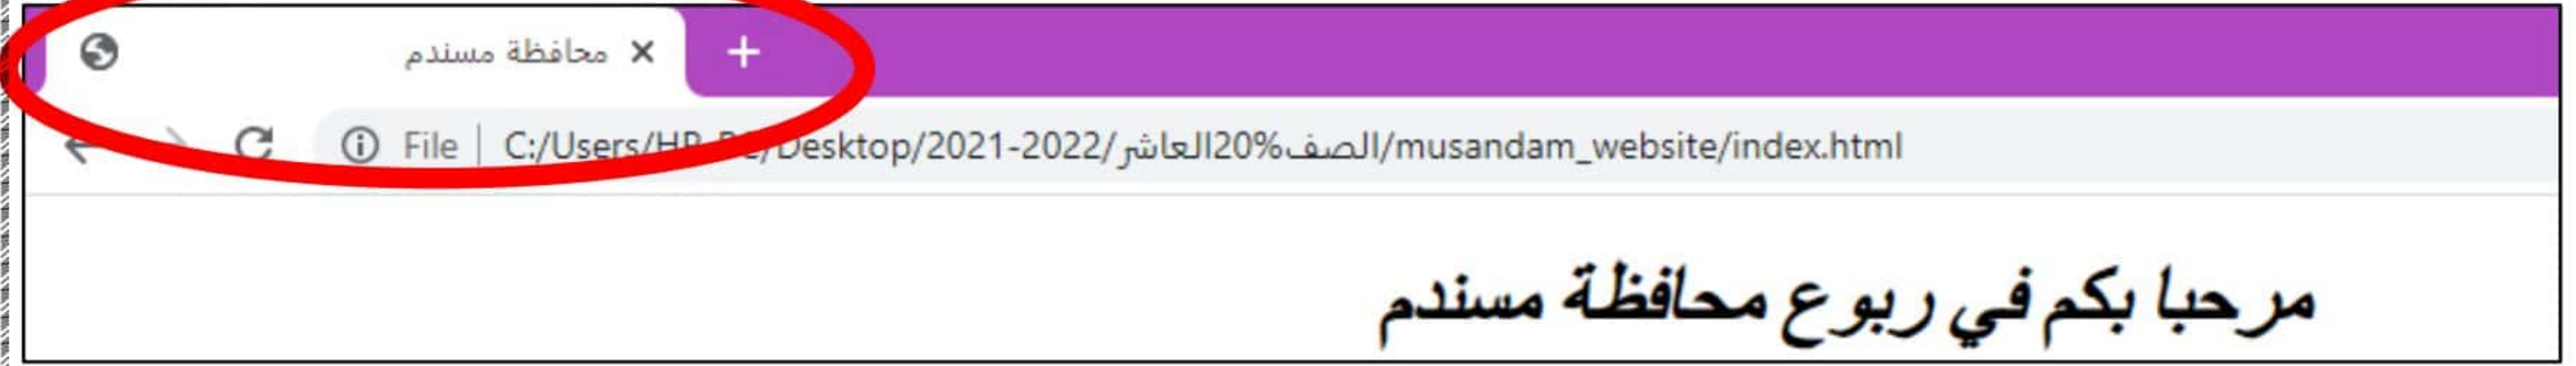 محافظة مسندم
File | C:/Users/HP-PC/Desktop/2021-2022/الصف%20العاشر/musandam_website/index.html
مرحبا بكم في ربوع محافظة مسندم